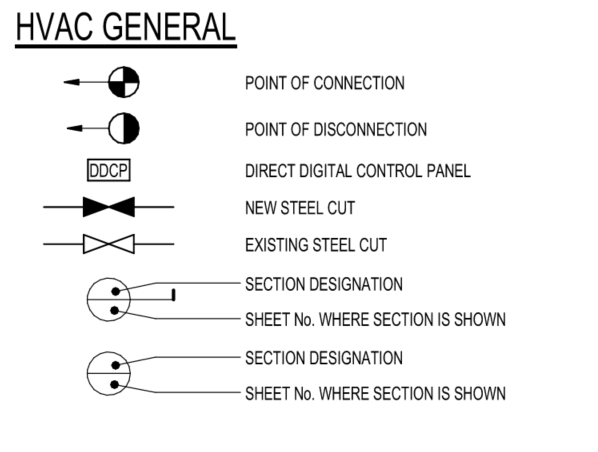 HVAC GENERAL
POINT OF CONNECTION
POINT OF DISCONNECTION
DDCP DIRECT DIGITAL CONTROL PANEL
NEW STEEL CUT
EXISTING STEEL CUT
SECTION DESIGNATION
SHEET No. WHERE SECTION IS SHOWN
SECTION DESIGNATION
SHEET No. WHERE SECTION IS SHOWN